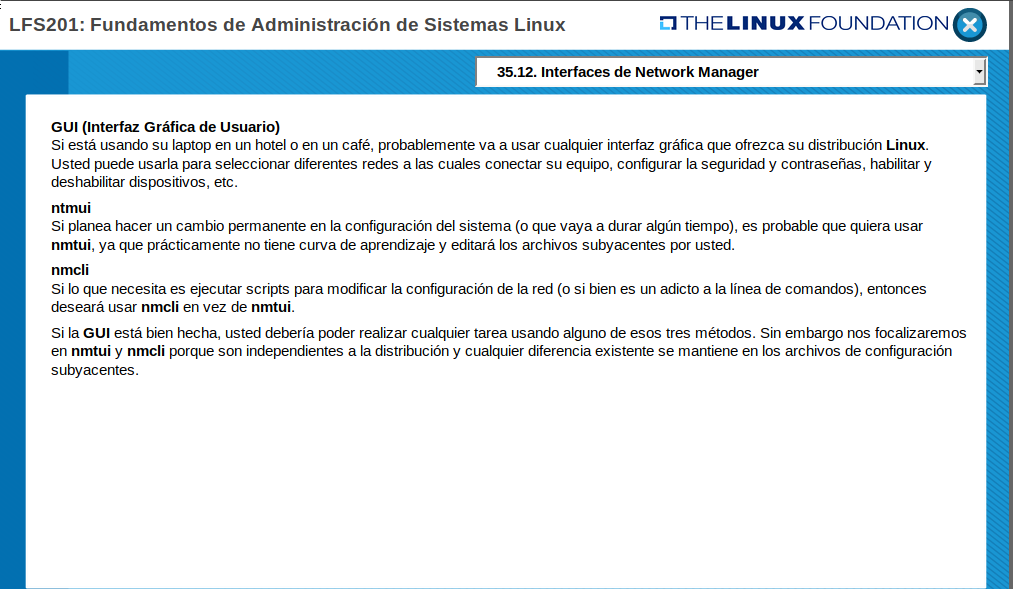 LFS201: Fundamentos de Administración de Sistemas Linux
THE LINUX FOUNDATION
35.12. Interfaces de Network Manager
GUI (Interfaz Gráfica de Usuario)
Si está usando su laptop en un hotel o en un café, probablemente va a usar cualquier interfaz gráfica que ofrezca su distribución Linux.
Usted puede usarla para seleccionar diferentes redes a las cuales conectar su equipo, configurar la seguridad y contraseñas, habilitar y
deshabilitar dispositivos, etc.
ntmui
Si planea hacer un cambio permanente en la configuración del sistema (o que vaya a durar algún tiempo), es probable que quiera usar
nmtui, ya que prácticamente no tiene curva de aprendizaje y editará los archivos subyacentes por usted.
nmcli
Si lo que necesita es ejecutar scripts para modificar la configuración de la red (o si bien es un adicto a la línea de comandos), entonces
deseará usar nmcli en vez de nmtui.
Si la GUI está bien hecha, usted debería poder realizar cualquier tarea usando alguno de esos tres métodos. Sin embargo nos focalizaremos
en nmtui y nmcli porque son independientes a la distribución y cualquier diferencia existente se mantiene en los archivos de configuración
subyacentes.